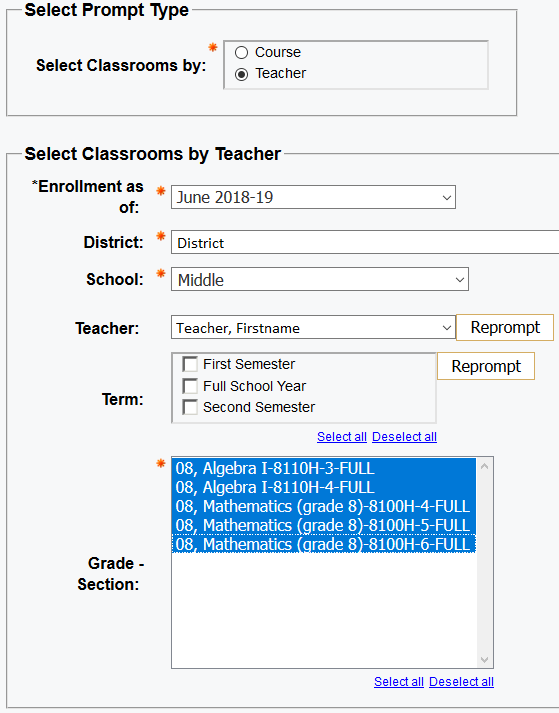 Select Prompt Type
Select Classrooms by:
Course
Teacher
Select Classrooms by Teacher
*Enrollment as of:
June 2018-19
District:
District
School:
Middle
Teacher:
Teacher, Firstname
Reprompt
Term:
First Semester
Full School Year
Second Semester
Reprompt
Select all Deselect all
Grade - Section:
08, Algebra I-8110H-3-FULL
08, Algebra I-8110H-4-FULL
08, Mathematics (grade 8)-8100H-4-FULL
08, Mathematics (grade 8)-8100H-5-FULL
08, Mathematics (grade 8)-8100H-6-FULL
Select all Deselect all